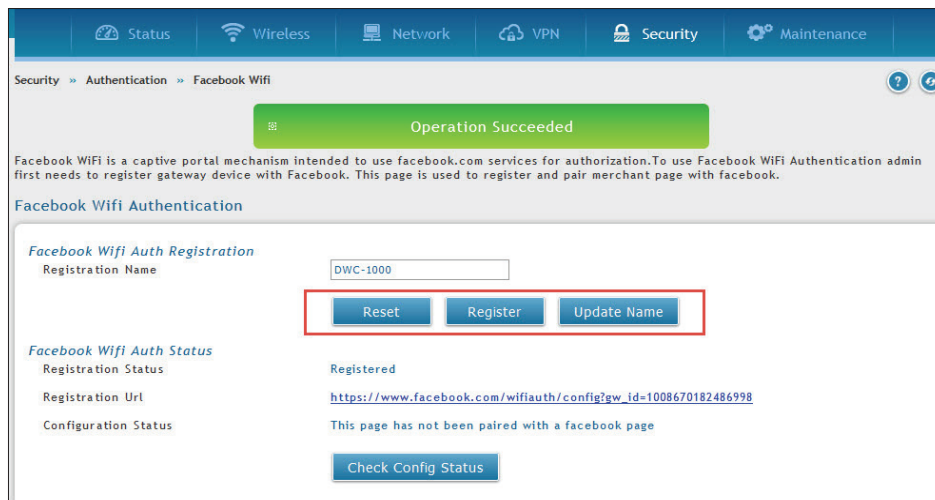 Status Wireless Network VPN Security Maintenance
Security » Authentication » Facebook Wifi
Operation Succeeded
Facebook WiFi is a captive portal mechanism intended to use facebook.com services for authorization.To use Facebook WiFi Authentication admin
first needs to register gateway device with Facebook. This page is used to register and pair merchant page with facebook.
Facebook Wifi Authentication
Facebook Wifi Auth Registration
Registration Name DWC-1000
Reset Register Update Name
Facebook Wifi Auth Status
Registration Status Registered
Registration Url https://www.facebook.com/wifiauth/config?gw_id=1008670182486998
Configuration Status This page has not been paired with a facebook page
Check Config Status